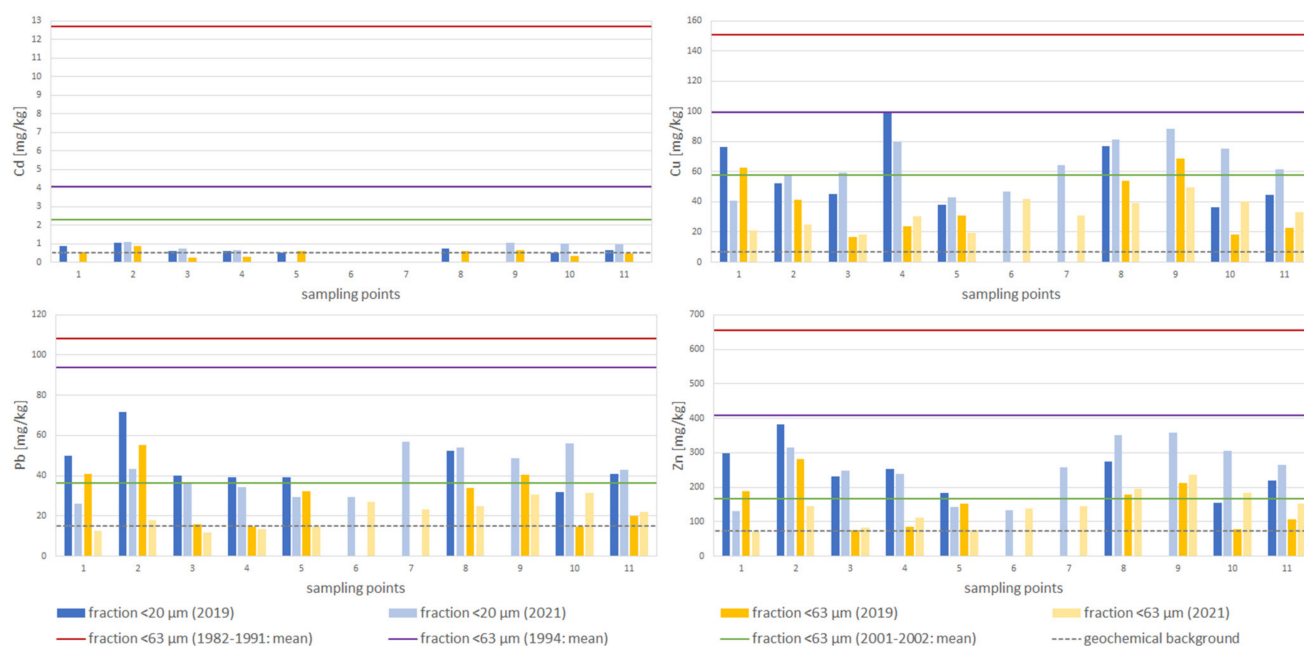 Cd [mg/kg]
13
12
11
10
9
8
7
6
5
4
3
2
1
0
1 2 3 4 5 6 7 8 9 10 11
sampling points
Cu [mg/kg]
160
140
120
100
80
60
40
20
0
1 2 3 4 5 6 7 8 9 10 11
sampling points
Pb [mg/kg]
120
100
80
60
40
20
0
1 2 3 4 5 6 7 8 9 10 11
sampling points
Zn [mg/kg]
700
600
500
400
300
200
100
0
1 2 3 4 5 6 7 8 9 10 11
sampling points
fraction <20 µm (2019) fraction <20 µm (2021) fraction <63 µm (2019) fraction <63 µm (2021)
fraction <63 µm (1982-1991: mean) fraction <63 µm (1994: mean) fraction <63 µm (2001-2002: mean) geochemical background